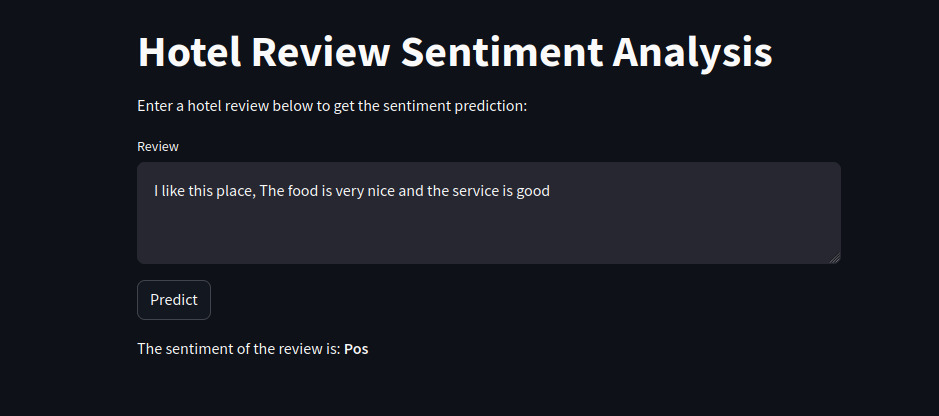 Hotel Review Sentiment Analysis
Enter a hotel review below to get the sentiment prediction:
Review
I like this place, The food is very nice and the service is good
Predict
The sentiment of the review is: Pos